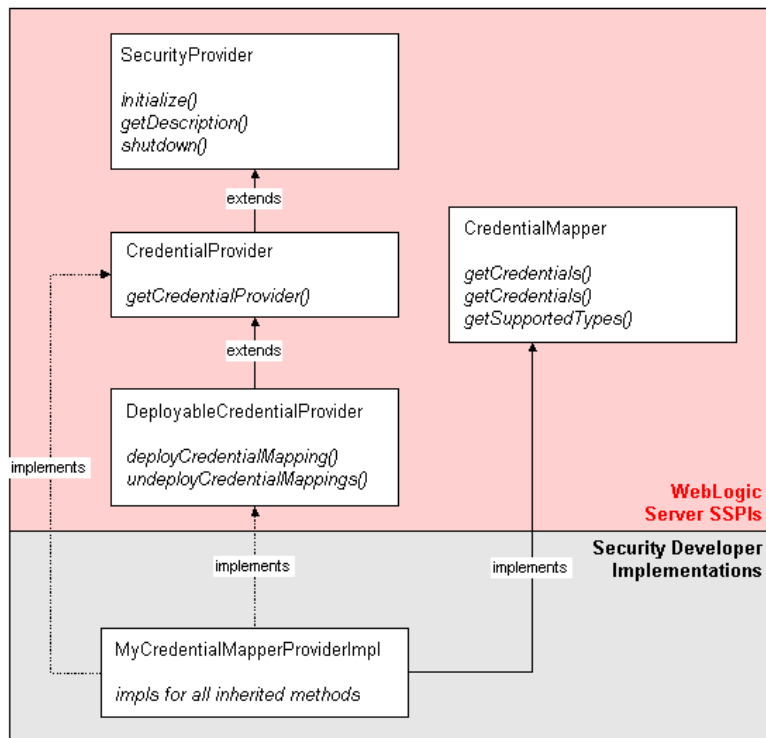 SecurityProvider
Initialize()
getDescription()
shutdown()
extends
CredentialProvider
getCredentialProvider()
CredentialMapper
getCredentials()
getCredentials()
getSupportedTypes()
extends
DeployableCredentialProvider
deployCredentialMapping()
undeployCredentialMappings()
implements
WebLogic
Server SSPIs
Security Developer
Implementations
implements
implements
MyCredentialMapperProviderImpl
impls for all inherited methods